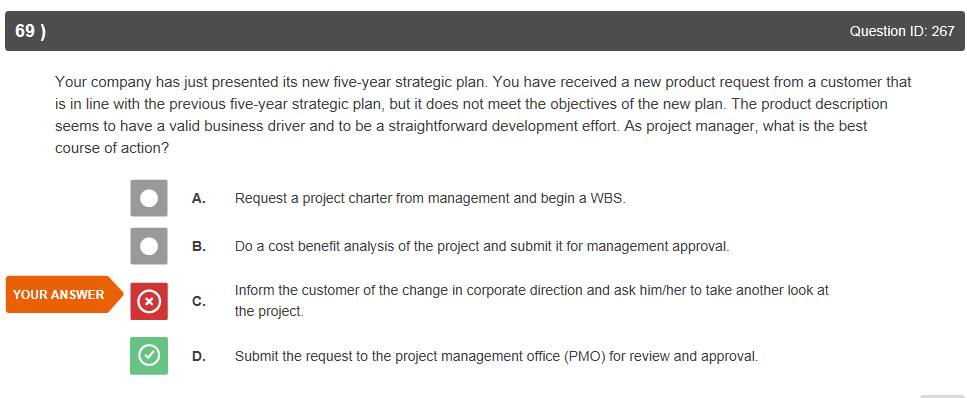 69 )
Question ID: 267
Your company has just presented its new five-year strategic plan. You have received a new product request from a customer that
is in line with the previous five-year strategic plan, but it does not meet the objectives of the new plan. The product description
seems to have a valid business driver and to be a straightforward development effort. As project manager, what is the best
course of action?
A. Request a project charter from management and begin a WBS.
B. Do a cost benefit analysis of the project and submit it for management approval.
YOUR ANSWER
C. Inform the customer of the change in corporate direction and ask him/her to take another look at
the project.
D. Submit the request to the project management office (PMO) for review and approval.